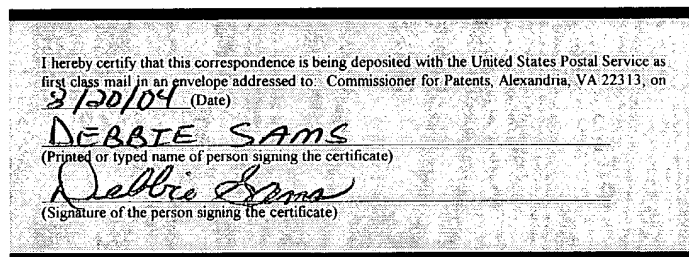 I hereby certify that this correspondence is being deposited with the United States Postal Service as
first class mail in an envelope addressed to: Commissioner for Patents, Alexandria, VA 22313, on
3/20/04 (Date)
DEBBIE SAMS
(Printed or typed name of person signing the certificate)
Debbie Sams
(Signature of the person signing the certificate)